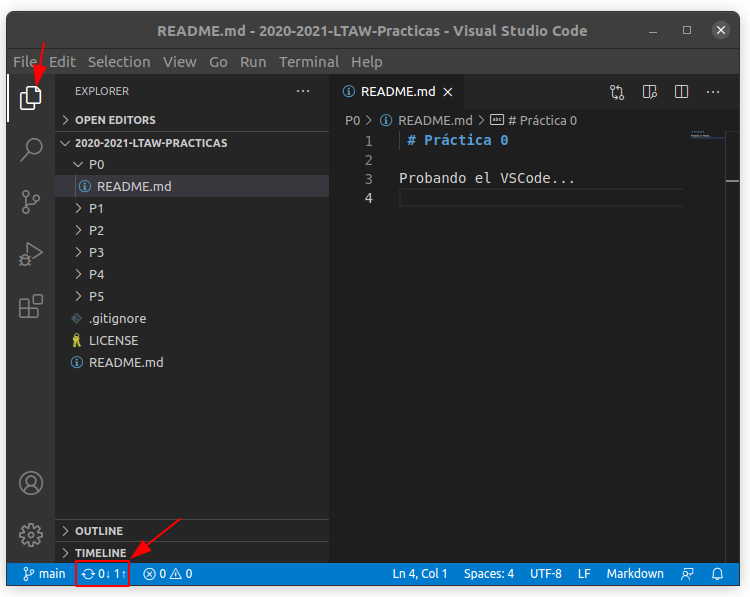 README.md - 2020-2021-LTAW-Practicas - Visual Studio Code
File Edit Selection View Go Run Terminal Help
EXPLORER
OPEN EDITORS
2020-2021-LTAW-PRACTICAS
P0
README.md
P1
P2
P3
P4
P5
.gitignore
LICENSE
README.md
OUTLINE
TIMELINE
README.md
P0 > README.md > # Práctica 0
1 # Práctica 0
2
3 Probando el VSCode...
4
main 0↓ 1↑ 0 0 Ln 4, Col 1 Spaces: 4 UTF-8 LF Markdown